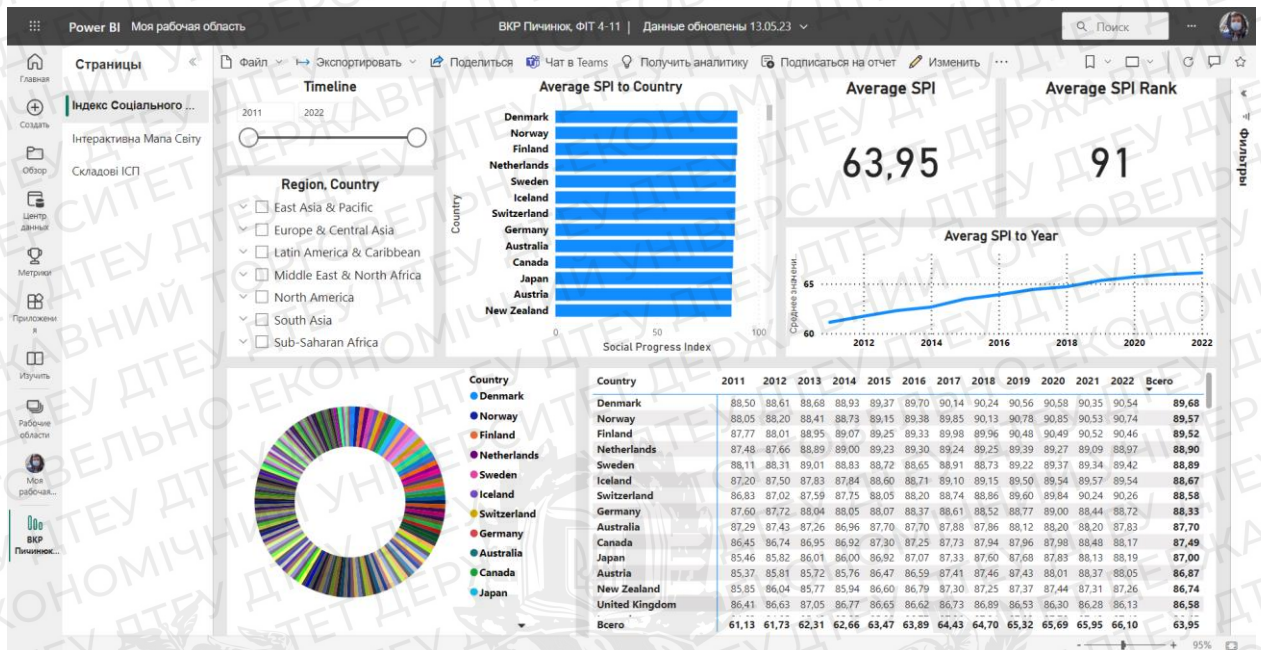 Power BI Моя рабочая область
ВКР Пичинюк, ФІТ 4-11 | Данные обновлены 13.05.23
Поиск
Главная
Создать
Обзор
Центр данных
Метрики
Приложения
Изучить
Рабочие области
Моя рабочая...
ВКР Пичинюк...
Страницы
Індекс Соціального ...
Інтерактивна Мапа Світу
Складові ІСП
Файл Экспортировать Поделиться Чат в Teams Получить аналитику Подписаться на отчет Изменить ...
Фильтры
Timeline
2011 2022
Region, Country
East Asia & Pacific
Europe & Central Asia
Latin America & Caribbean
Middle East & North Africa
North America
South Asia
Sub-Saharan Africa
Average SPI to Country
Country
Denmark
Norway
Finland
Netherlands
Sweden
Iceland
Switzerland
Germany
Australia
Canada
Japan
Austria
New Zealand
0 50 100
Social Progress Index
Average SPI
63,95
Average SPI Rank
91
Averag SPI to Year
Среднее значени...
65
60
2012 2014 2016 2018 2020 2022
Country
Denmark
Norway
Finland
Netherlands
Sweden
Iceland
Switzerland
Germany
Australia
Canada
Japan
Country 2011 2012 2013 2014 2015 2016 2017 2018 2019 2020 2021 2022 Всего
Denmark 88,50 88,61 88,68 88,93 89,37 89,70 90,14 90,24 90,56 90,58 90,35 90,54 89,68
Norway 88,05 88,20 88,41 88,73 89,15 89,38 89,85 90,13 90,78 90,85 90,53 90,74 89,57
Finland 87,77 88,01 88,95 89,07 89,25 89,33 89,98 89,96 90,48 90,49 90,52 90,46 89,52
Netherlands 87,48 87,66 88,89 89,00 89,23 89,30 89,24 89,25 89,39 89,27 89,09 88,97 88,90
Sweden 88,11 88,31 89,01 88,83 88,72 88,65 88,91 88,73 89,22 89,37 89,34 89,42 88,89
Iceland 87,20 87,50 87,83 87,84 88,60 88,71 89,10 89,15 89,50 89,54 89,57 89,54 88,67
Switzerland 86,83 87,02 87,59 87,75 88,05 88,20 88,74 88,86 89,60 89,84 90,24 90,26 88,58
Germany 87,60 87,72 88,04 88,05 88,07 88,37 88,61 88,52 88,77 89,00 88,44 88,72 88,33
Australia 87,29 87,43 87,26 86,96 87,70 87,70 87,88 87,86 88,12 88,20 88,20 87,83 87,70
Canada 86,45 86,74 86,95 86,92 87,30 87,25 87,73 87,94 87,96 87,98 88,48 88,17 87,49
Japan 85,46 85,82 86,01 86,00 86,92 87,07 87,33 87,60 87,68 87,83 88,13 88,19 87,00
Austria 85,37 85,81 85,72 85,76 86,47 86,59 87,41 87,46 87,43 88,01 88,37 88,05 86,87
New Zealand 85,85 86,04 85,77 85,94 86,60 86,79 87,30 87,25 87,37 87,44 87,31 87,26 86,74
United Kingdom 86,41 86,63 87,05 86,77 86,65 86,62 86,73 86,89 86,53 86,30 86,28 86,13 86,58
Всего 61,13 61,73 62,31 62,66 63,47 63,89 64,43 64,70 65,32 65,69 65,95 66,10 63,95
95%